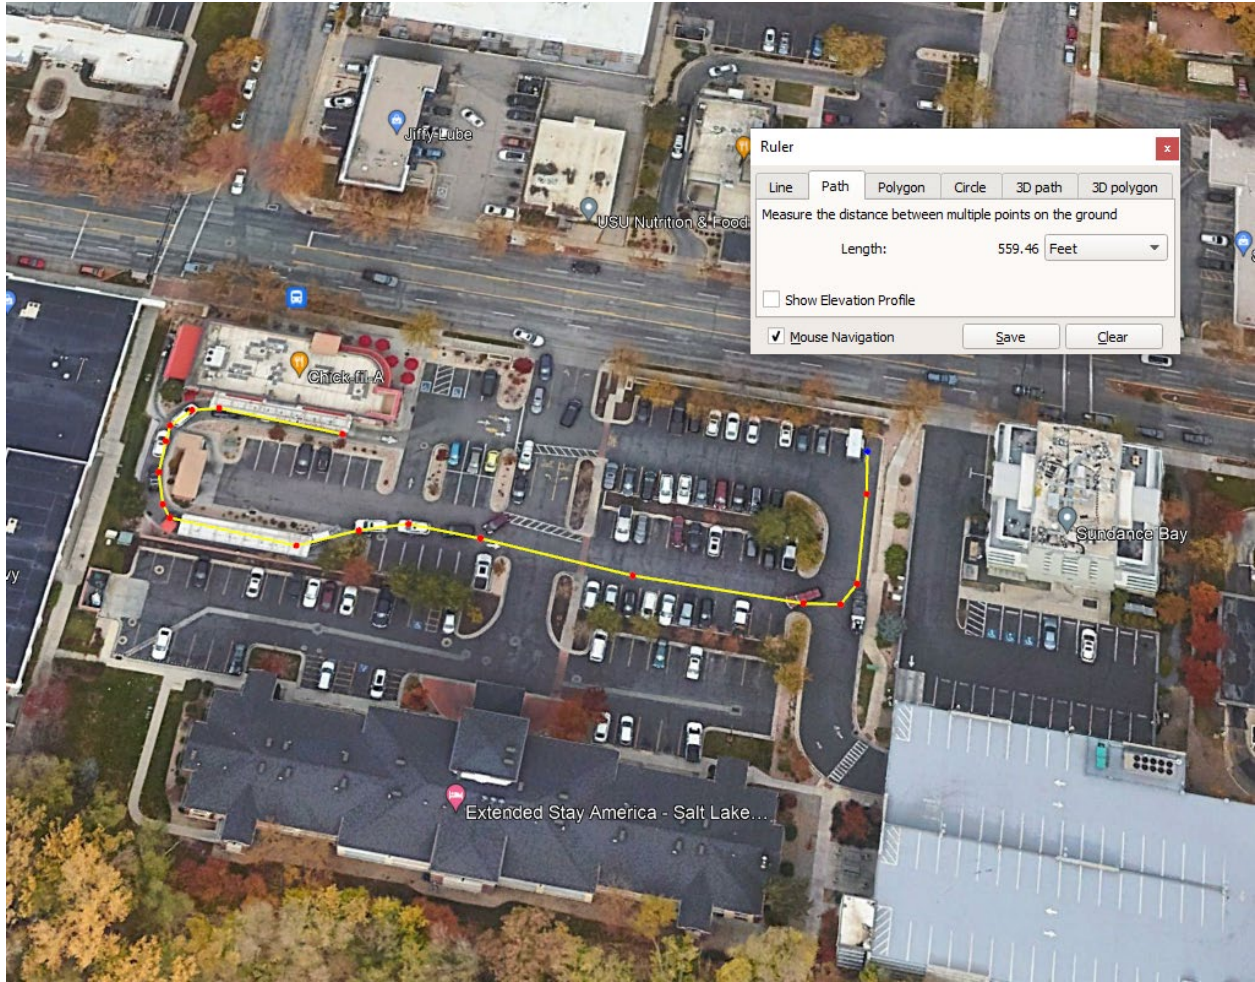 Jiffy Lube
USU Nutrition & Food
Ruler
x
Line Path Polygon Circle 3D path 3D polygon
Measure the distance between multiple points on the ground
Length: 559.46 Feet
Show Elevation Profile
Mouse Navigation Save Clear
Chick-fil-A
Sundance Bay
vy
Extended Stay America - Salt Lake...